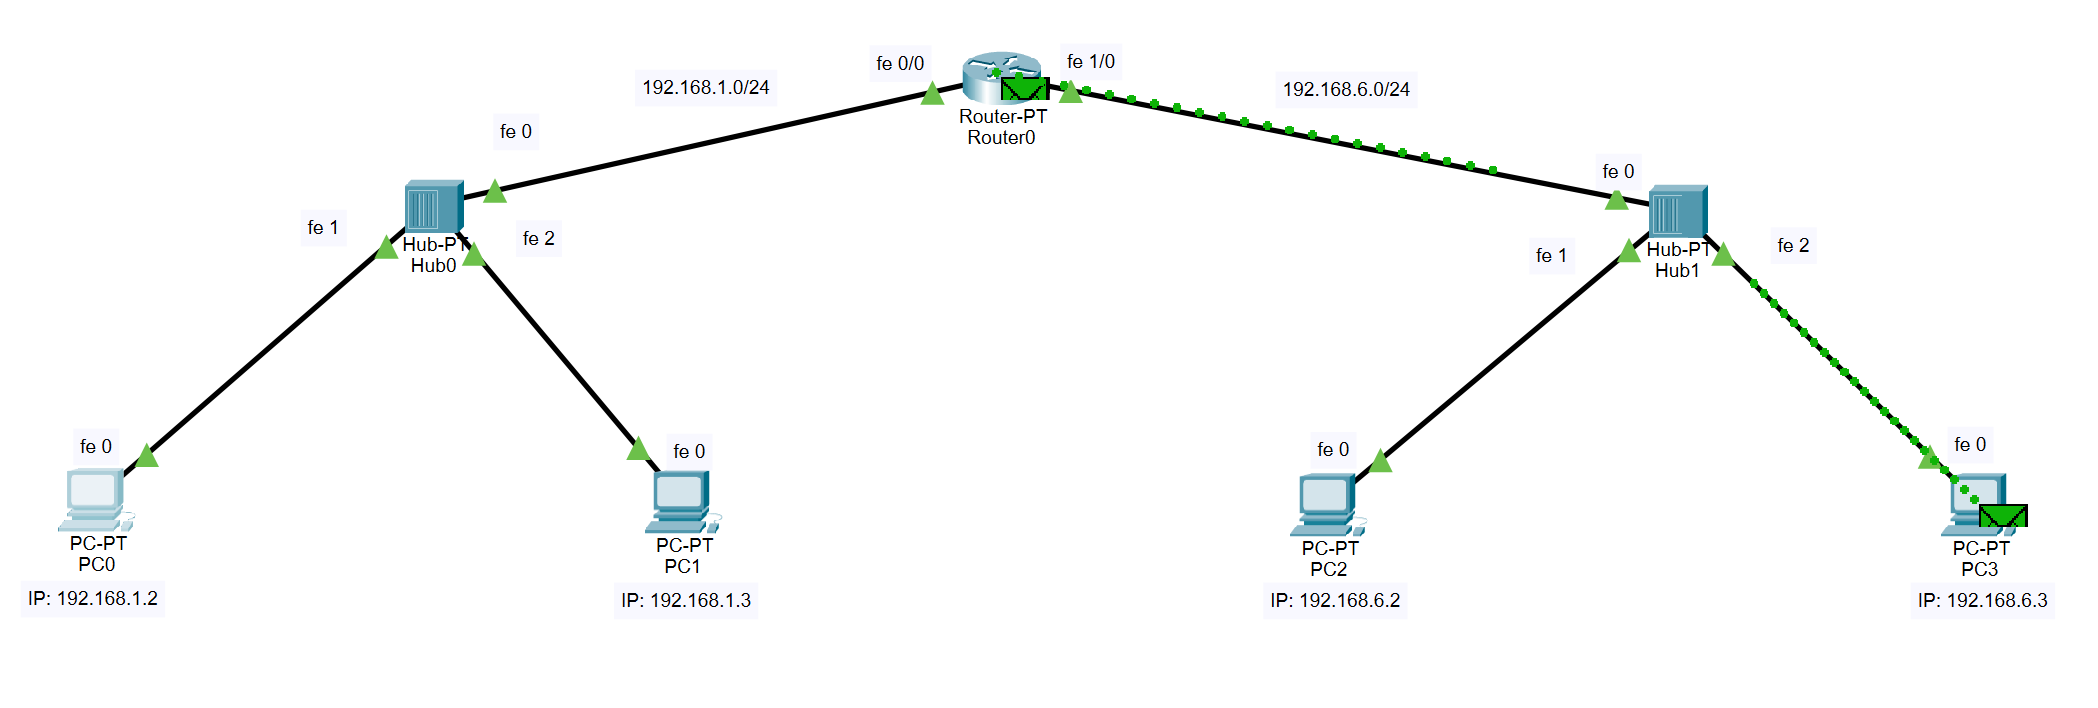 fe 0/0
fe 1/0
192.168.1.0/24
192.168.6.0/24
Router-PT
Router0
fe 0
fe 0
fe 1
fe 2
Hub-PT
Hub0
fe 1
fe 2
Hub-PT
Hub1
fe 0
fe 0
fe 0
fe 0
PC-PT
PC0
IP: 192.168.1.2
PC-PT
PC1
IP: 192.168.1.3
PC-PT
PC2
IP: 192.168.6.2
PC-PT
PC3
IP: 192.168.6.3